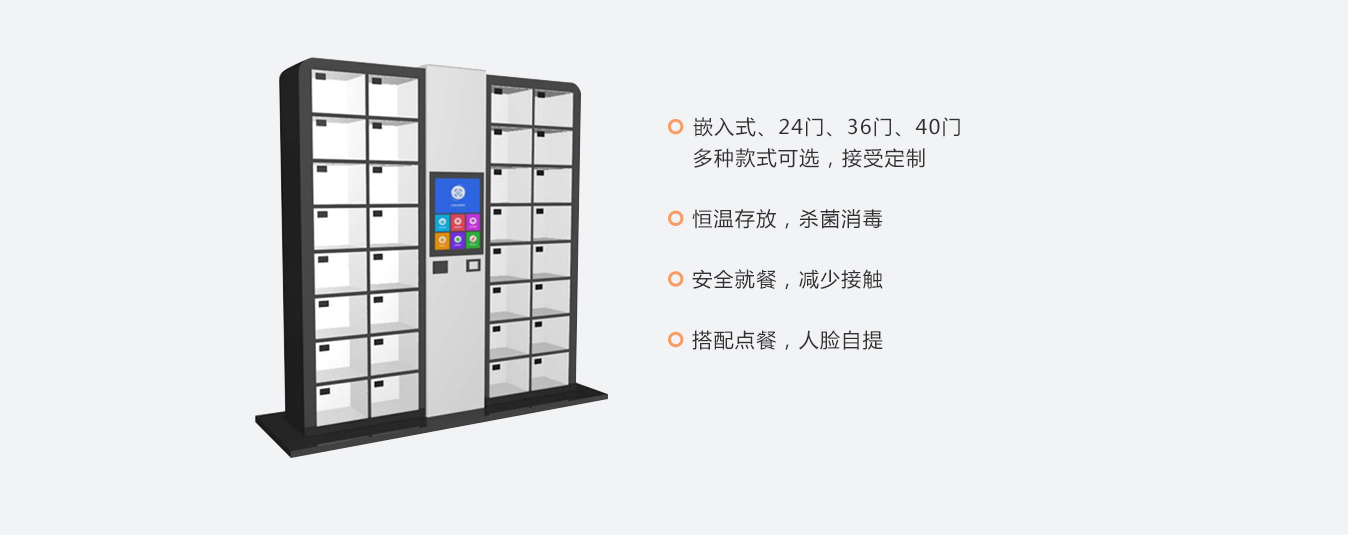 嵌入式、24门、36门、40门
多种款式可选，接受定制
恒温存放，杀菌消毒
安全就餐，减少接触
搭配点餐，人脸自提